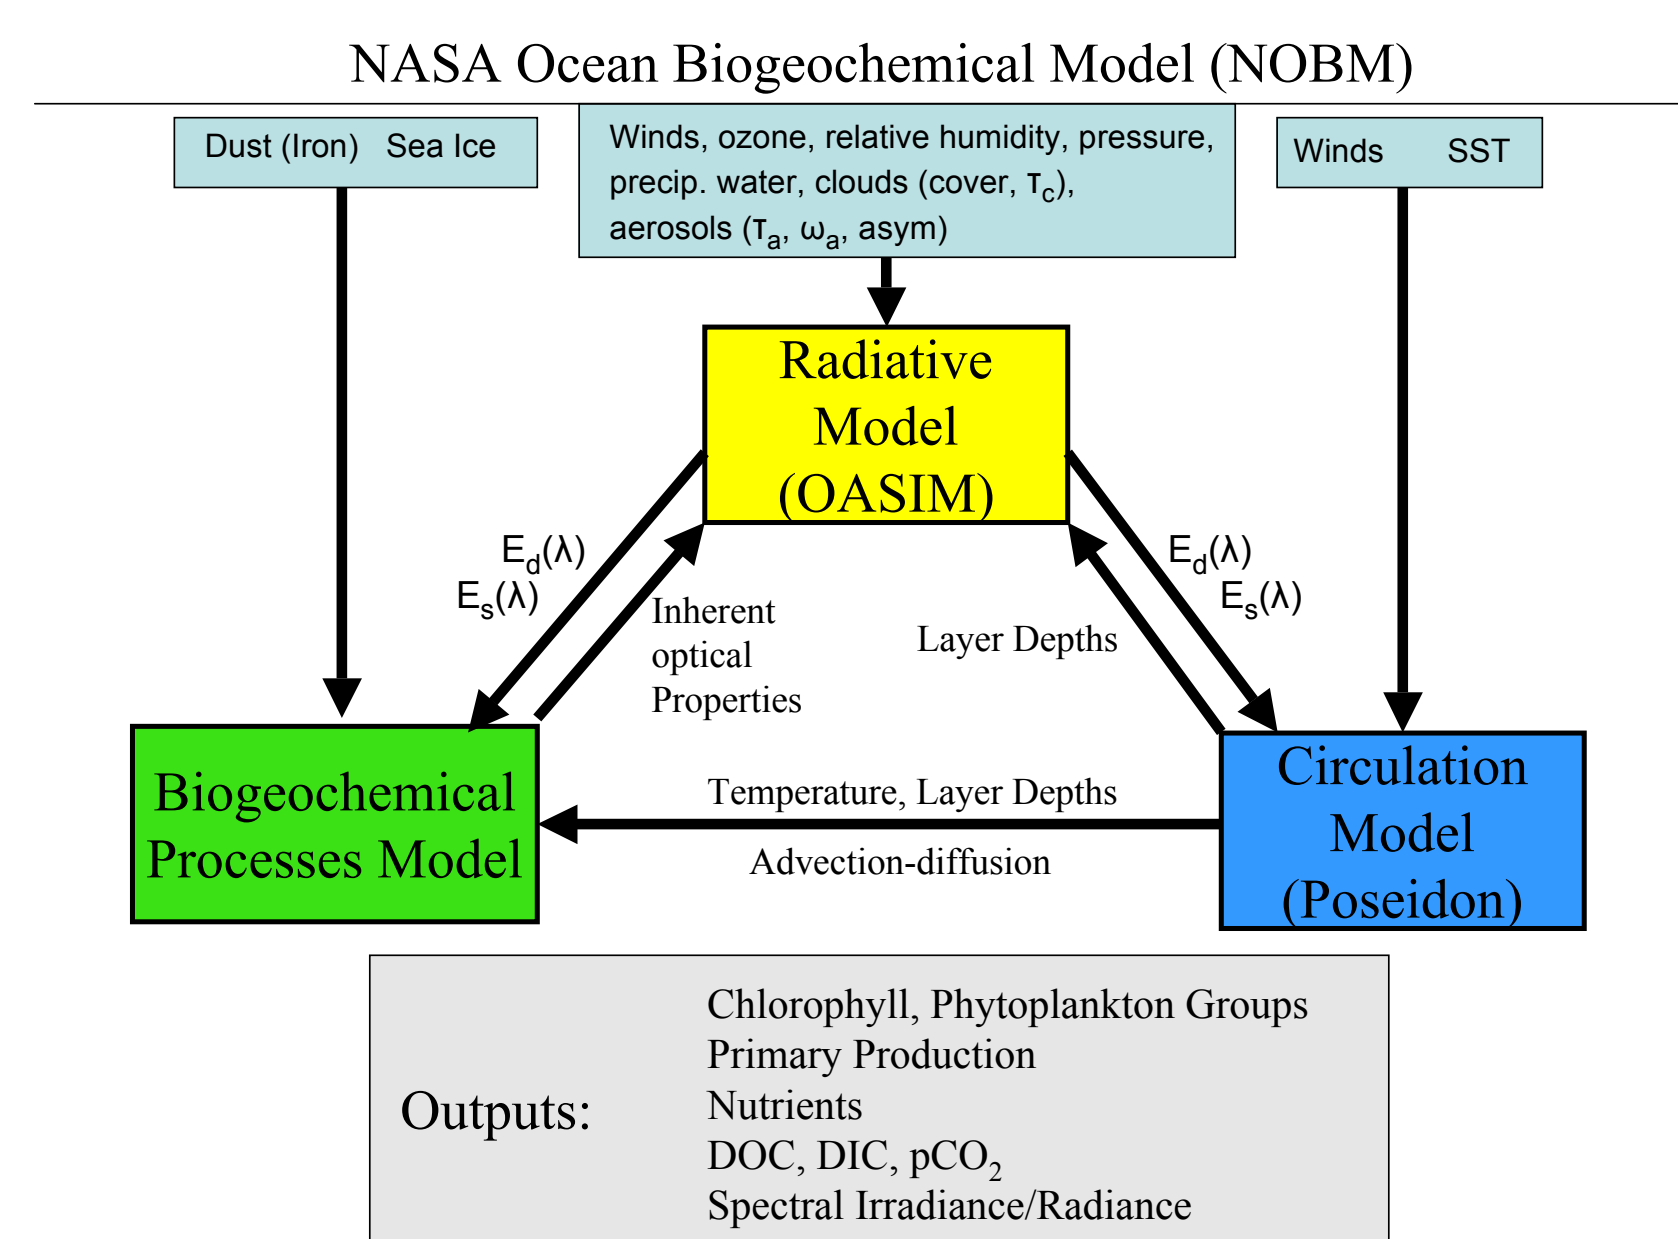 NASA Ocean Biogeochemical Model (NOBM)
Dust (Iron) Sea Ice
Winds, ozone, relative humidity, pressure,
precip. water, clouds (cover, τc),
aerosols (τa, ωa, asym)
Winds SST
Radiative
Model
(OASIM)
Ed(λ)
Es(λ)
Inherent
optical
Properties
Layer Depths
Ed(λ)
Es(λ)
Biogeochemical
Processes Model
Temperature, Layer Depths
Advection-diffusion
Circulation
Model
(Poseidon)
Outputs:
Chlorophyll, Phytoplankton Groups
Primary Production
Nutrients
DOC, DIC, pCO2
Spectral Irradiance/Radiance